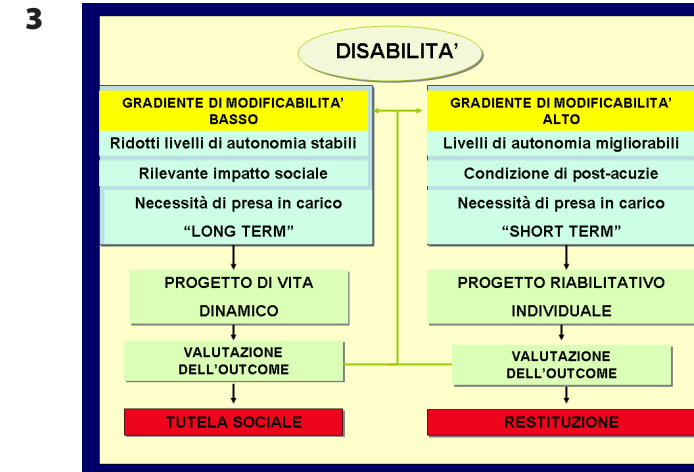 3
DISABILITA'
GRADIENTE DI MODIFICABILITA'
BASSO
Ridotti livelli di autonomia stabili
Rilevante impatto sociale
Necessità di presa in carico
“LONG TERM”
PROGETTO DI VITA
DINAMICO
VALUTAZIONE
DELL'OUTCOME
TUTELA SOCIALE
GRADIENTE DI MODIFICABILITA'
ALTO
Livelli di autonomia migliorabili
Condizione di post-acuzie
Necessità di presa in carico
“SHORT TERM”
PROGETTO RIABILITATIVO
INDIVIDUALE
VALUTAZIONE
DELL'OUTCOME
RESTITUZIONE